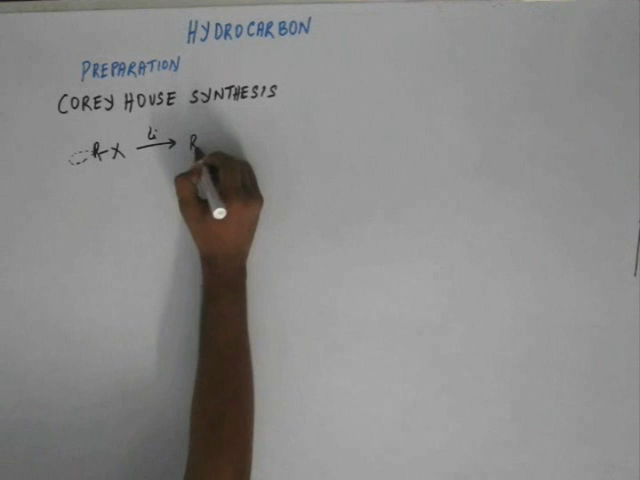 HYDROCARBON
PREPARATION
COREY HOUSE SYNTHESIS
R-X Li → R